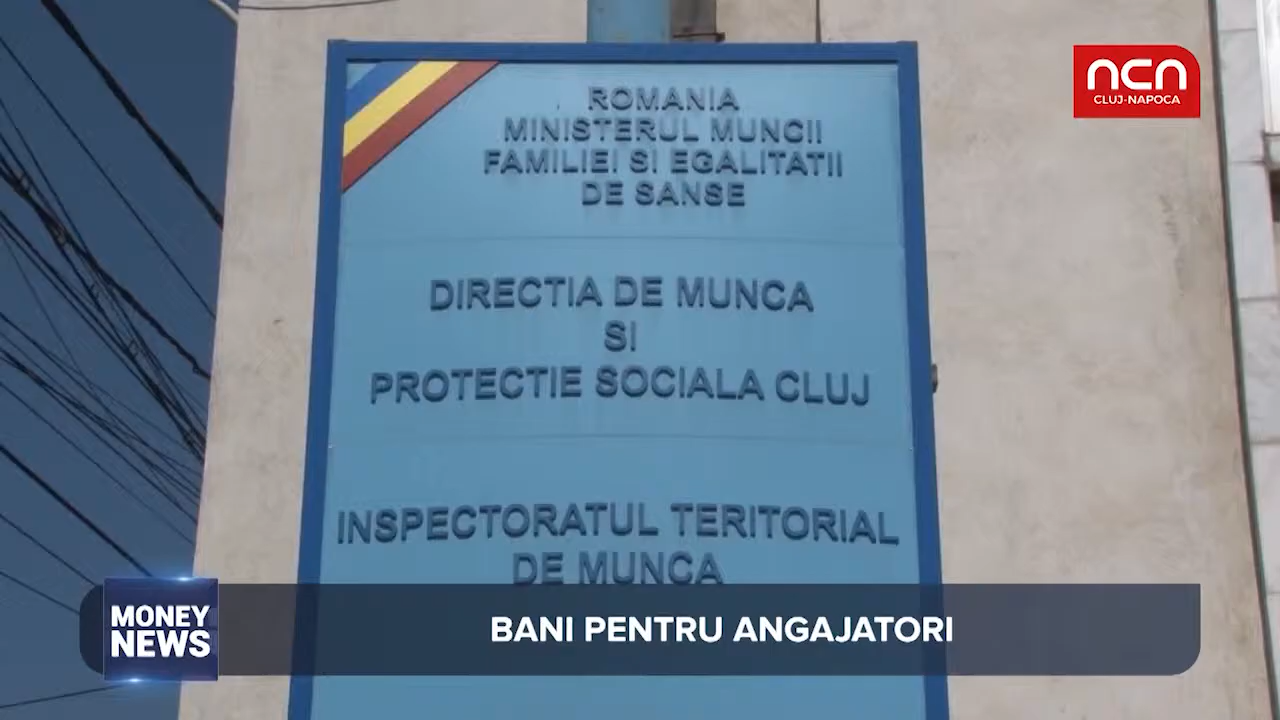 ncn
CLUJ-NAPOCA
ROMANIA
MINISTERUL MUNCII
FAMILIEI SI EGALITATII
DE SANSE
DIRECTIA DE MUNCA
SI
PROTECTIE SOCIALA CLUJ
INSPECTORATUL TERITORIAL
DE MUNCA
MONEY
NEWS
BANI PENTRU ANGAJATORI